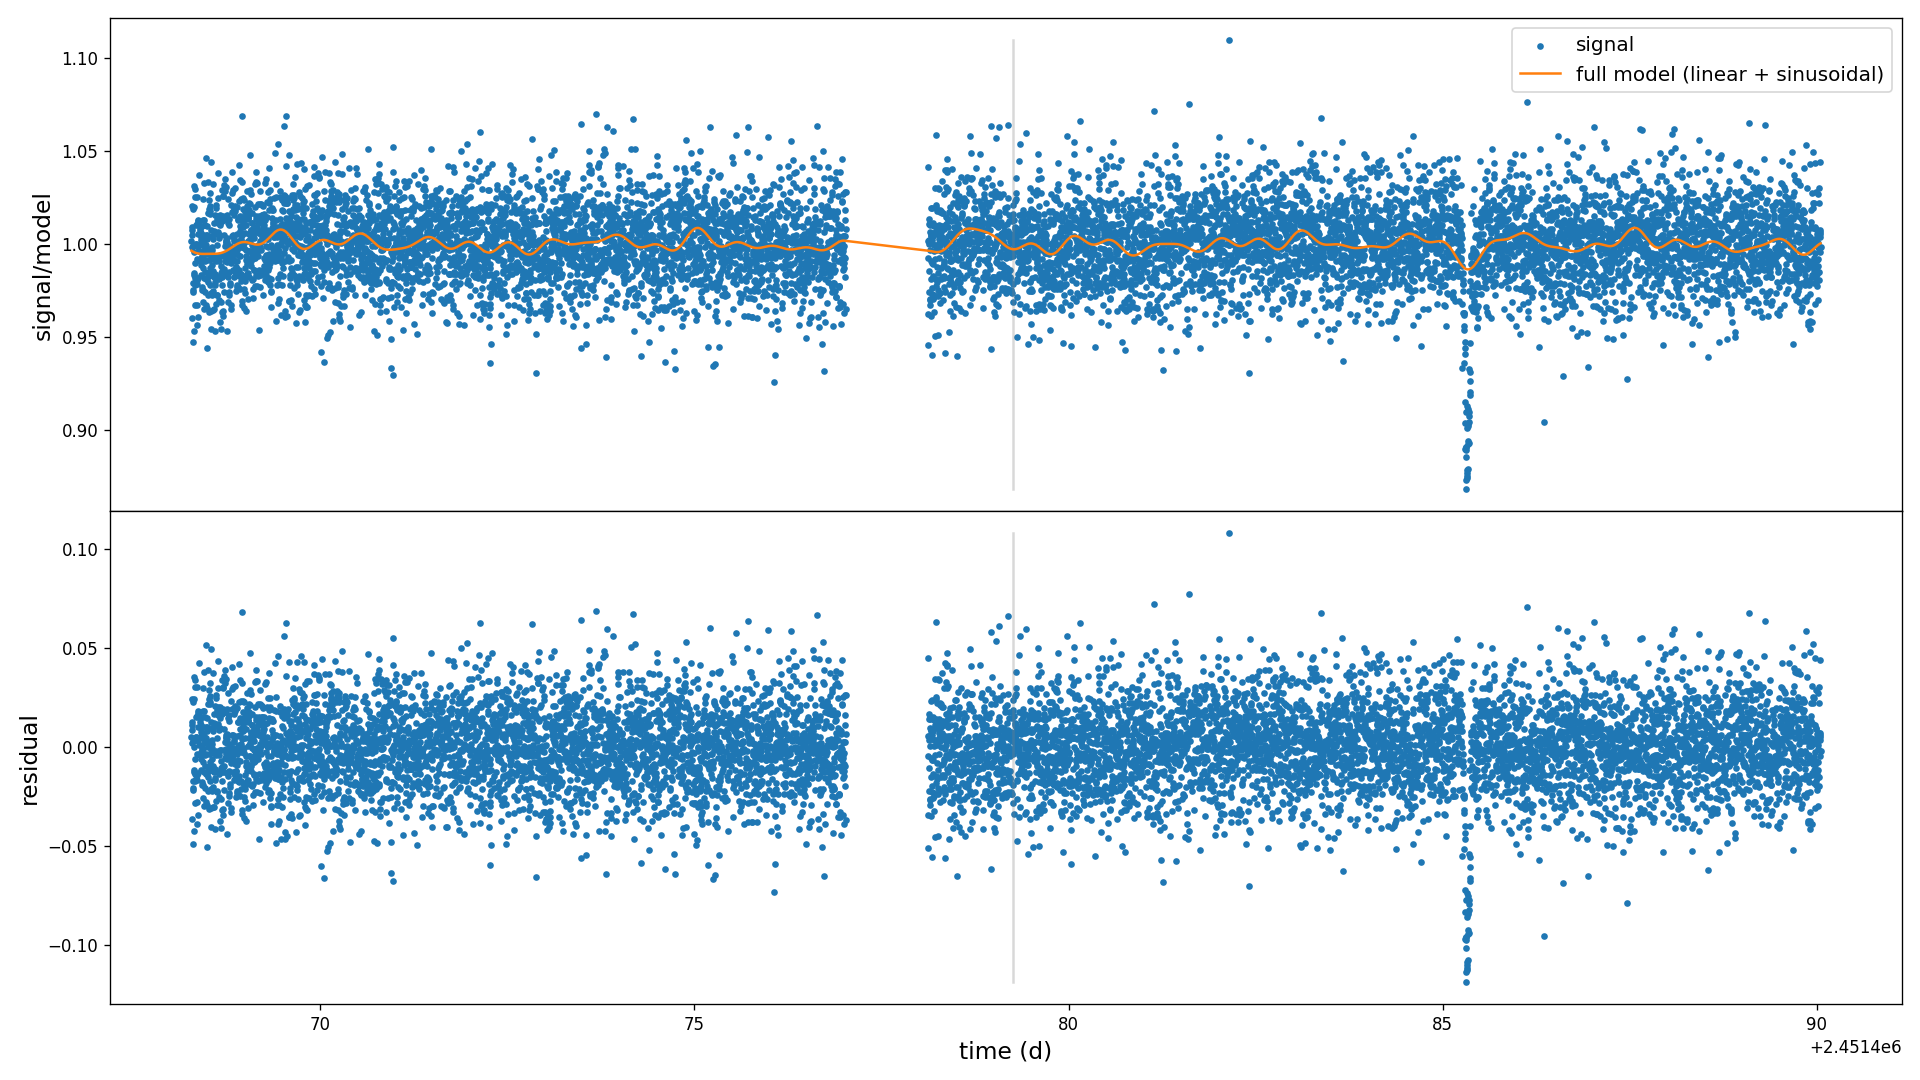 signal/model
1.10
1.05
1.00
0.95
0.90
signal
full model (linear + sinusoidal)
residual
0.10
0.05
0.00
−0.05
−0.10
70
75
80
85
90
time (d)
+2.4514e6